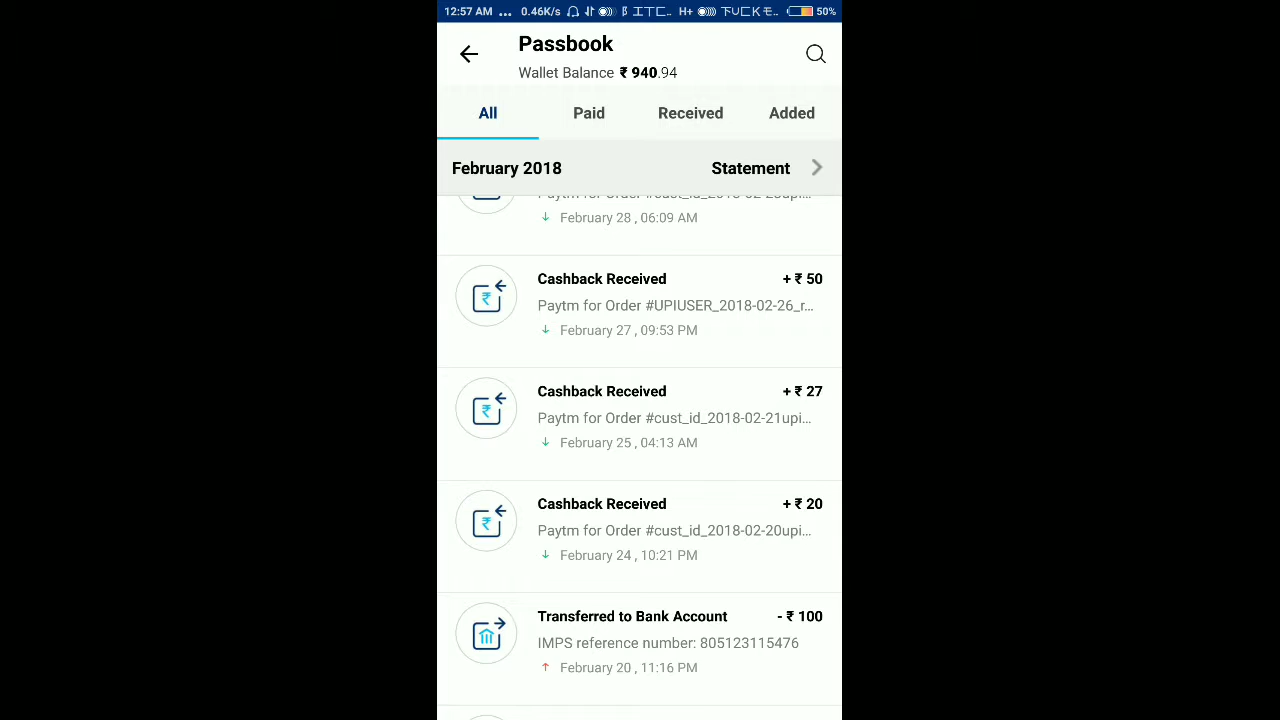 12:57 AM ... 0.46K/s H+ 50%
Passbook
Wallet Balance ₹ 940.94
All Paid Received Added
February 2018 Statement
February 28 , 06:09 AM
Cashback Received + ₹ 50
Paytm for Order #UPIUSER_2018-02-26_r...
February 27 , 09:53 PM
Cashback Received + ₹ 27
Paytm for Order #cust_id_2018-02-21upi...
February 25 , 04:13 AM
Cashback Received + ₹ 20
Paytm for Order #cust_id_2018-02-20upi...
February 24 , 10:21 PM
Transferred to Bank Account - ₹ 100
IMPS reference number: 805123115476
February 20 , 11:16 PM